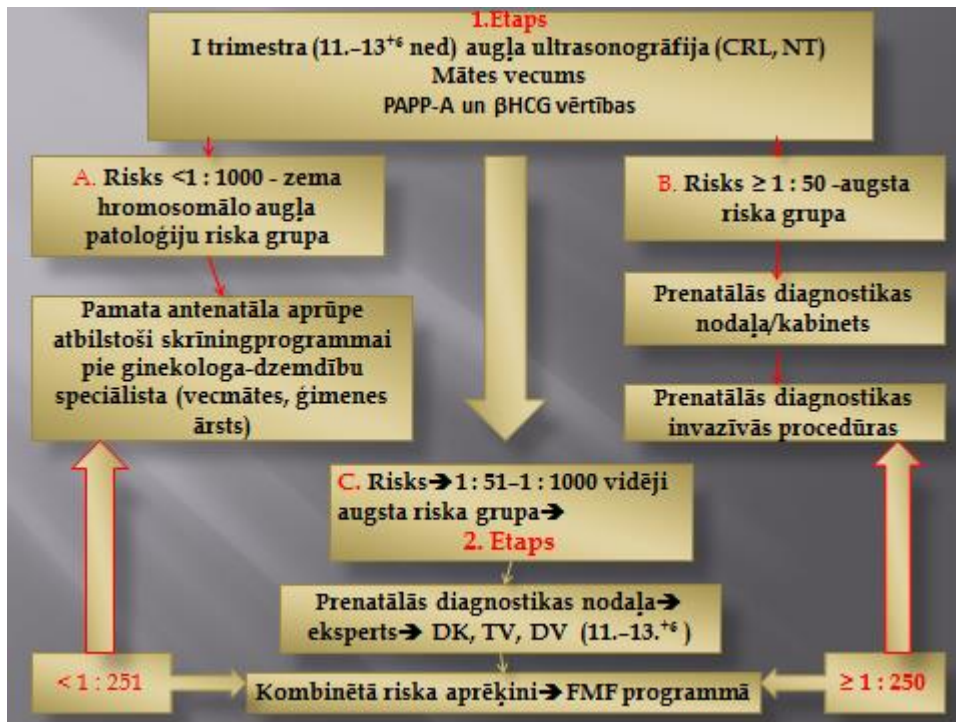 1.Etaps
I trimestra (11.–13⁺⁶ ned) augļa ultrasonogrāfija (CRL, NT)
Mātes vecums
PAPP-A un βHCG vērtības
A. Risks <1 : 1000 - zema
hromosomālo augļa
patoloģiju riska grupa
B. Risks ≥ 1 : 50 -augsta
riska grupa
Pamata antenatāla aprūpe
atbilstoši skrīningprogrammai
pie ginekologa-dzemdību
speciālista (vecmātes, ģimenes
ārsts)
Prenatālās diagnostikas
nodaļa/kabinets
Prenatālās diagnostikas
invazīvās procedūras
C. Risks➔ 1 : 51–1 : 1000 vidēji
augsta riska grupa➔
2. Etaps
Prenatālās diagnostikas nodaļa➔
eksperts➔ DK, TV, DV (11.–13.⁺⁶ )
< 1 : 251
Kombinētā riska aprēķini➔ FMF programmā
≥ 1 : 250